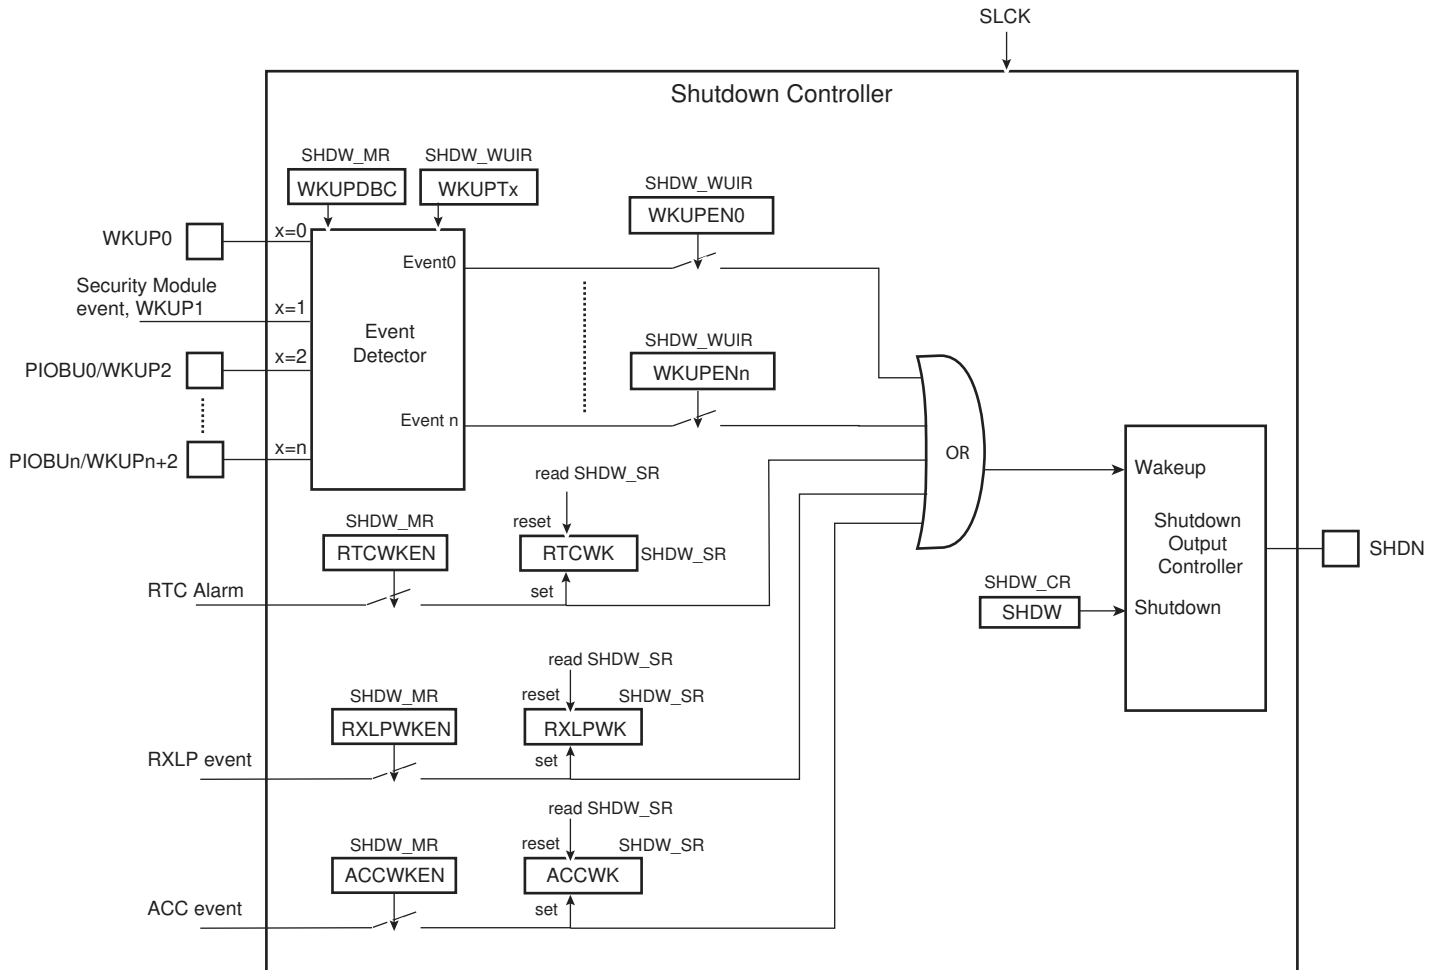 SLCK
Shutdown Controller
SHDW_MR
SHDW_WUIR
WKUPDBC
WKUPTx
SHDW_WUIR
WKUPEN0
WKUP0
x=0
Event0
Security Module
event, WKUP1
x=1
Event
Detector
SHDW_WUIR
WKUPENn
PIOBU0/WKUP2
x=2
Event n
PIOBUn/WKUPn+2
x=n
OR
Wakeup
Shutdown
Output
Controller
SHDN
SHDW_CR
SHDW
Shutdown
read SHDW_SR
SHDW_MR
reset
RTCWKEN
RTCWK
SHDW_SR
RTC Alarm
set
read SHDW_SR
SHDW_MR
reset
SHDW_SR
RXLPWKEN
RXLPWK
RXLP event
set
read SHDW_SR
SHDW_MR
reset
SHDW_SR
ACCWKEN
ACCWK
ACC event
set